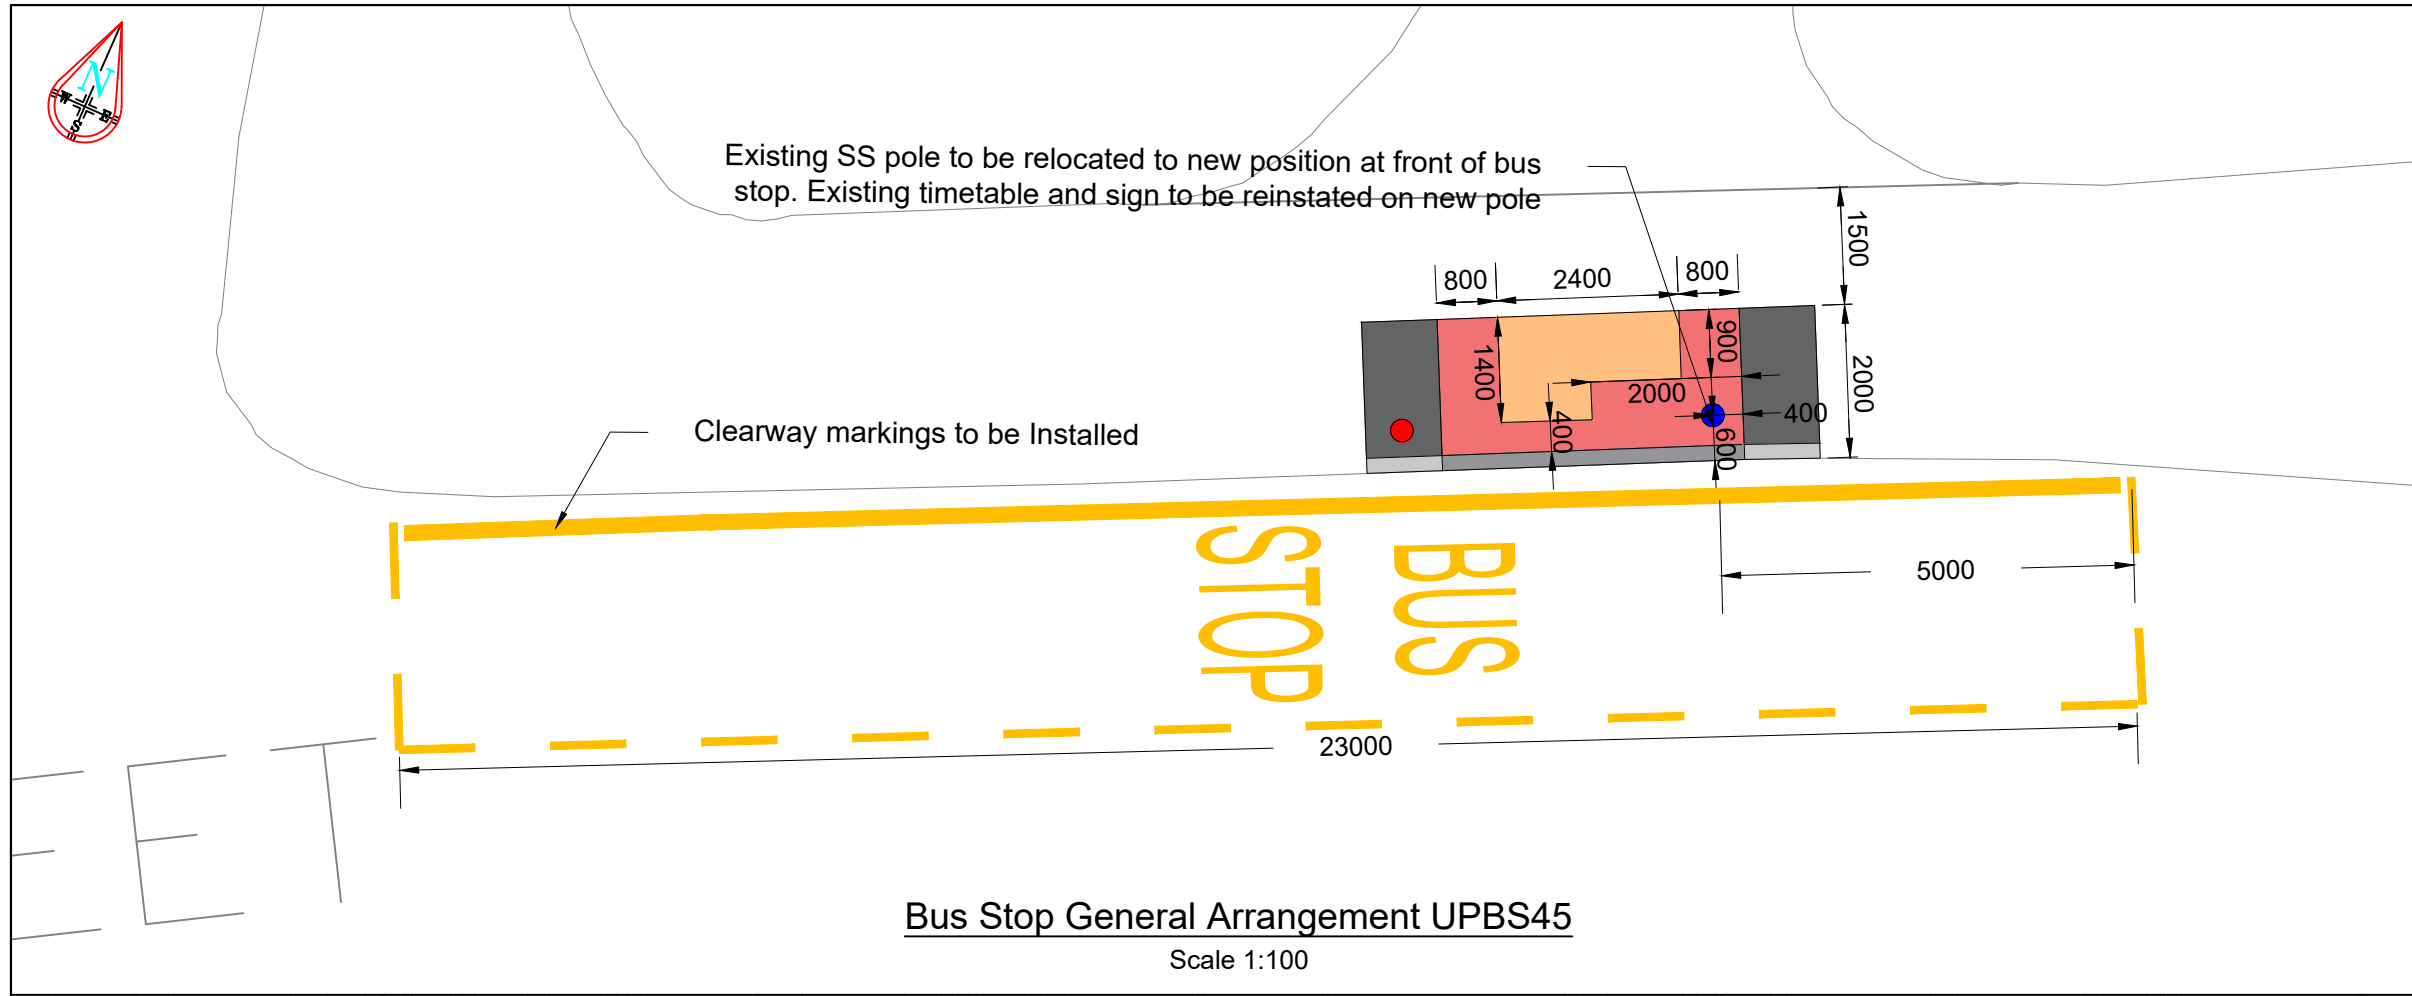 N
W
E
S
Existing SS pole to be relocated to new position at front of bus
stop. Existing timetable and sign to be reinstated on new pole
1500
800
2400
800
900
1400
2000
2000
400
400
600
Clearway markings to be Installed
BUS
STOP
5000
23000
EET
Bus Stop General Arrangement UPBS45
Scale 1:100